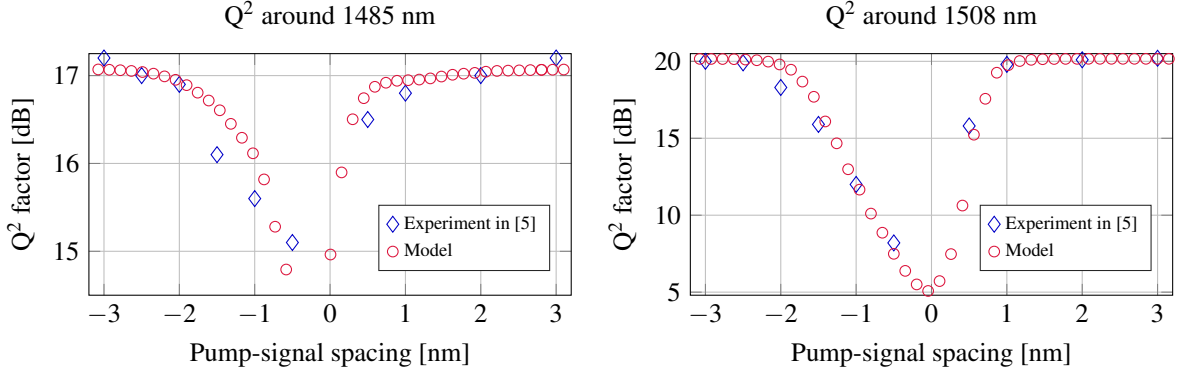 Q² around 1485 nm
17
16
15
Q² factor [dB]
Experiment in [5]
Model
−3 −2 −1 0 1 2 3
Pump-signal spacing [nm]
Q² around 1508 nm
20
15
10
5
Q² factor [dB]
Experiment in [5]
Model
−3 −2 −1 0 1 2 3
Pump-signal spacing [nm]